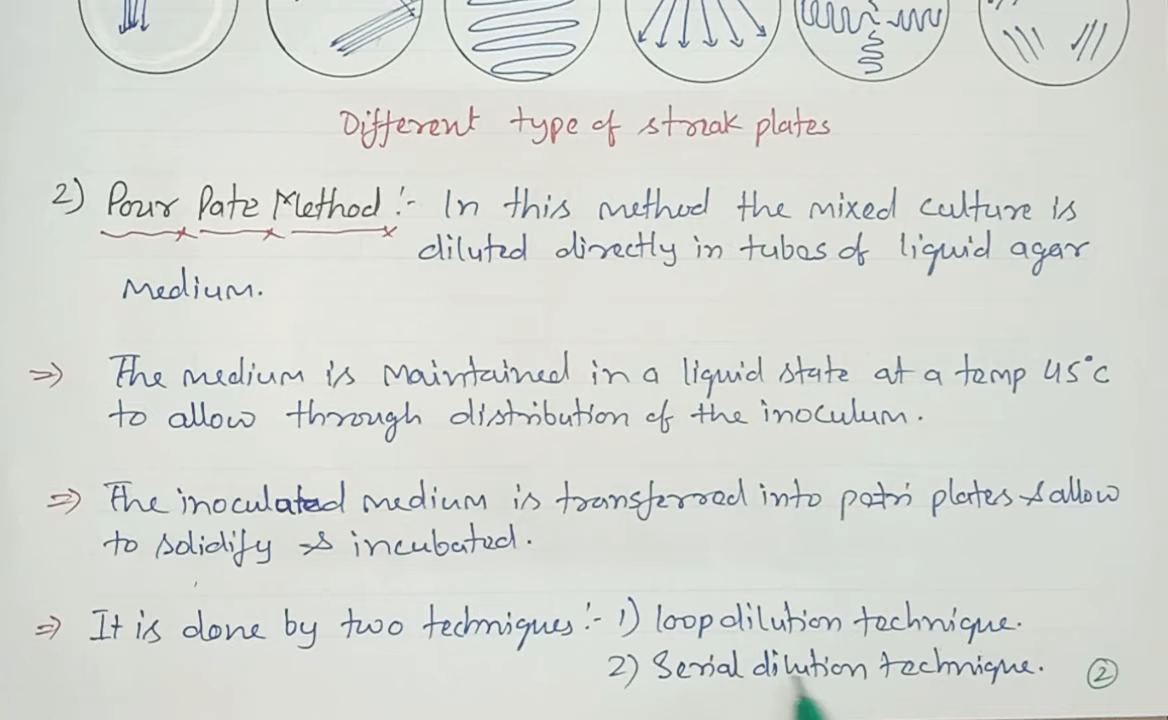 Different type of streak plates
2) Pour Pate Method :- In this method the mixed culture is
diluted directly in tubes of liquid agar
Medium.
⇒ The medium is Maintained in a liquid state at a temp 45°c
to allow through distribution of the inoculum.
⇒ The inoculated medium is transferred into petri plates & allow
to solidify & incubated.
⇒ It is done by two techniques :- 1) loop dilution technique.
2) Serial dilution technique. ②